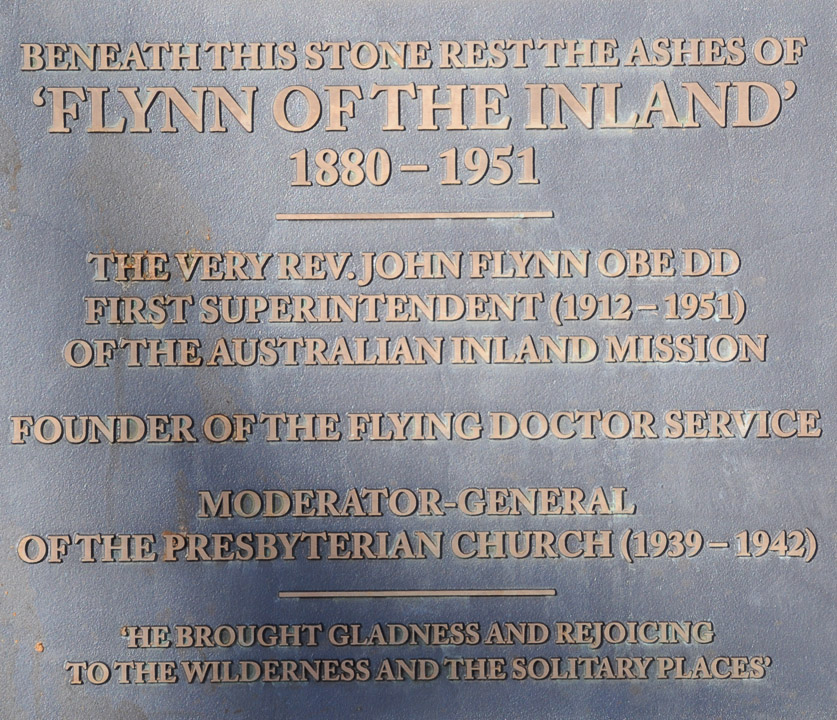 BENEATH THIS STONE REST THE ASHES OF
‘FLYNN OF THE INLAND’
1880 – 1951
THE VERY REV. JOHN FLYNN OBE DD
FIRST SUPERINTENDENT (1912 – 1951)
OF THE AUSTRALIAN INLAND MISSION
FOUNDER OF THE FLYING DOCTOR SERVICE
MODERATOR-GENERAL
OF THE PRESBYTERIAN CHURCH (1939 – 1942)
‘HE BROUGHT GLADNESS AND REJOICING
TO THE WILDERNESS AND THE SOLITARY PLACES’